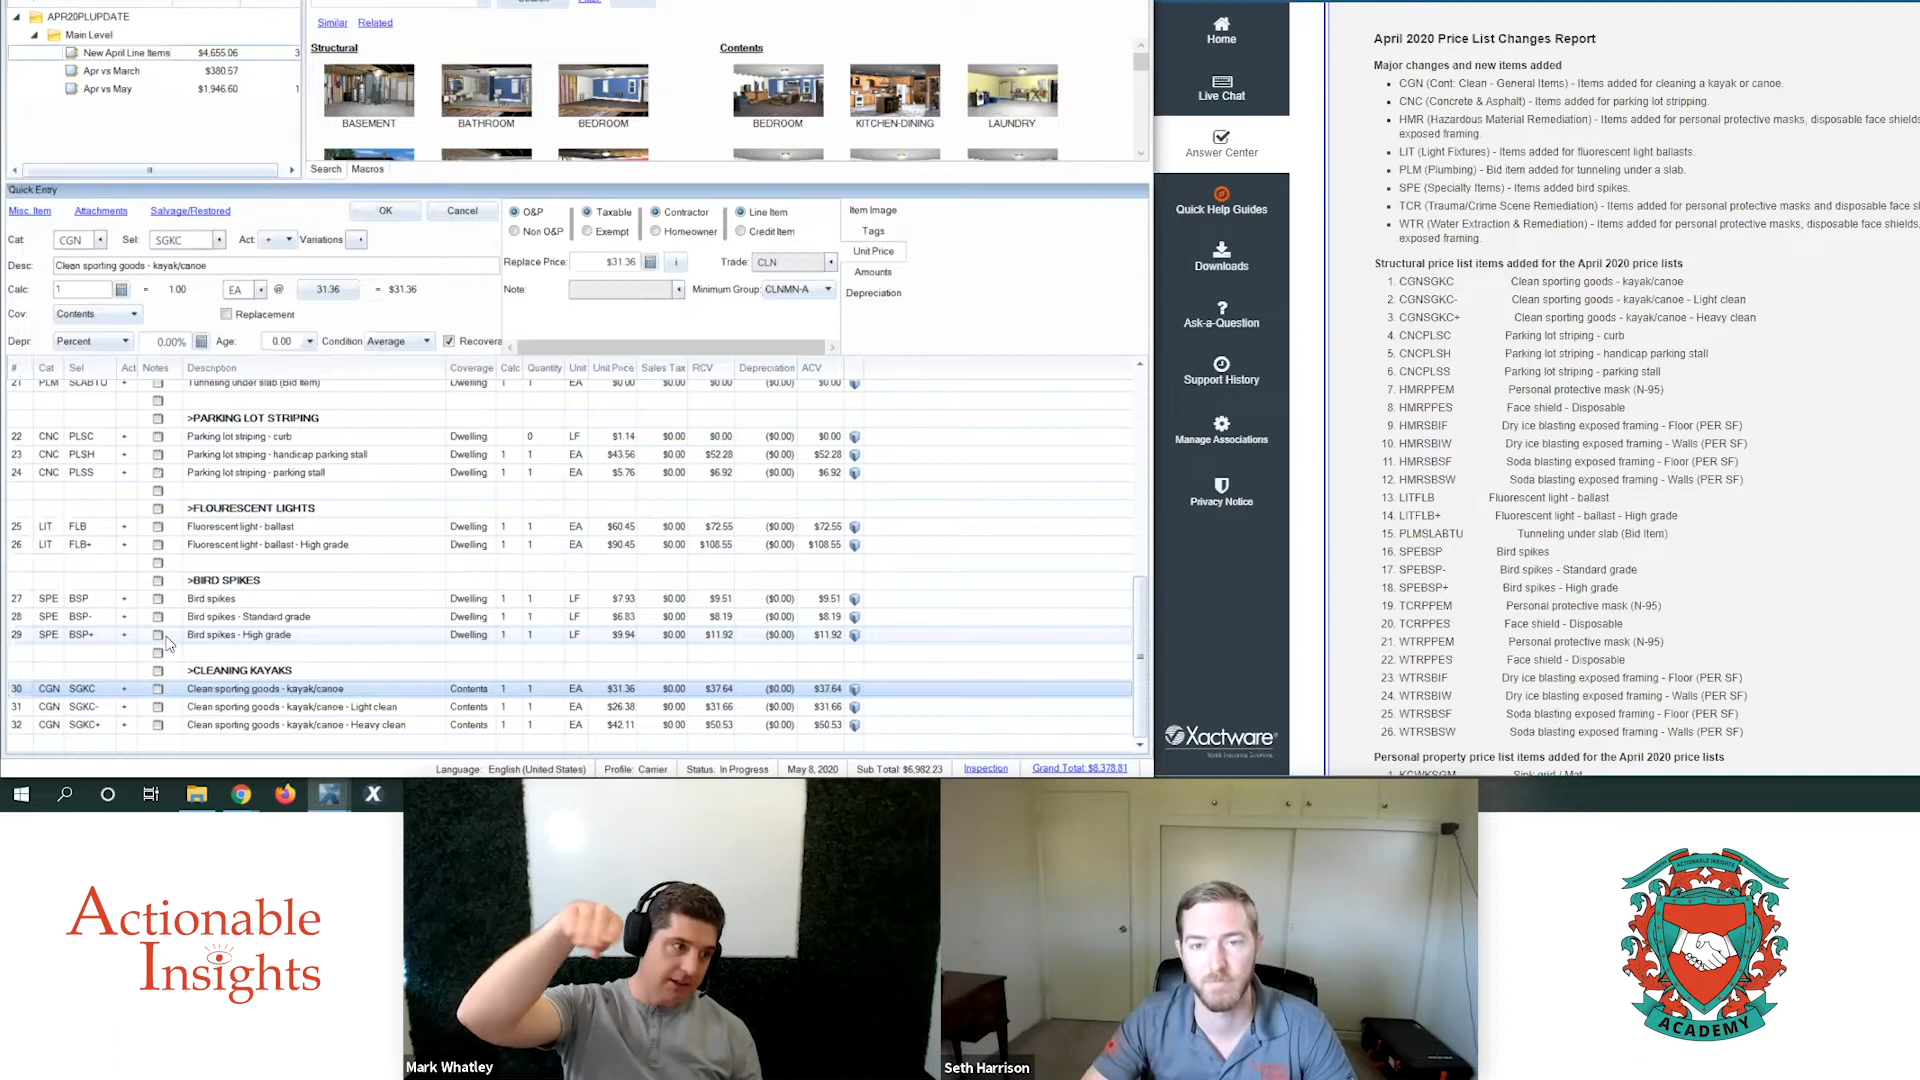 APR20PLUPDATE
Main Level
New April Line Items $4,655.06 3
Apr vs March $380.57
Apr vs May $1,946.60 1
Similar Related
Structural Contents
BASEMENT BATHROOM BEDROOM BEDROOM KITCHEN-DINING LAUNDRY
Search Macros
Quick Entry
Misc. Item Attachments Salvage/Restored OK Cancel
O&P Taxable Contractor Line Item
Non O&P Exempt Homeowner Credit Item
Item Image
Tags
Unit Price
Amounts
Depreciation
Cat: CGN Sel: SGKC Act: + Variations
Desc: Clean sporting goods - kayak/canoe
Replace Price: $31.36 i Trade: CLN
Calc: 1 = 1.00 EA @ 31.36 = $31.36
Note: Minimum Group: CLNMN-A
Cov: Contents Replacement
Depr: Percent 0.00% Age: 0.00 Condition Average Recovera
# Cat Sel Act Notes Description Coverage Calc Quantity Unit Unit Price Sales Tax RCV Depreciation ACV
21 PLM SLABTU + Tunneling under slab (Bid Item) Dwelling 1 1 EA $0.00 $0.00 $0.00 ($0.00) $0.00
>PARKING LOT STRIPING
22 CNC PLSC + Parking lot striping - curb Dwelling 0 LF $1.14 $0.00 $0.00 ($0.00) $0.00
23 CNC PLSH + Parking lot striping - handicap parking stall Dwelling 1 1 EA $43.56 $0.00 $52.28 ($0.00) $52.28
24 CNC PLSS + Parking lot striping - parking stall Dwelling 1 1 EA $5.76 $0.00 $6.92 ($0.00) $6.92
>FLOURESCENT LIGHTS
25 LIT FLB + Fluorescent light - ballast Dwelling 1 1 EA $60.45 $0.00 $72.55 ($0.00) $72.55
26 LIT FLB+ + Fluorescent light - ballast - High grade Dwelling 1 1 EA $90.45 $0.00 $108.55 ($0.00) $108.55
>BIRD SPIKES
27 SPE BSP + Bird spikes Dwelling 1 1 LF $7.93 $0.00 $9.51 ($0.00) $9.51
28 SPE BSP- + Bird spikes - Standard grade Dwelling 1 1 LF $6.83 $0.00 $8.19 ($0.00) $8.19
29 SPE BSP+ + Bird spikes - High grade Dwelling 1 1 LF $9.94 $0.00 $11.92 ($0.00) $11.92
>CLEANING KAYAKS
30 CGN SGKC + Clean sporting goods - kayak/canoe Contents 1 1 EA $31.36 $0.00 $37.64 ($0.00) $37.64
31 CGN SGKC- + Clean sporting goods - kayak/canoe - Light clean Contents 1 1 EA $26.38 $0.00 $31.66 ($0.00) $31.66
32 CGN SGKC+ + Clean sporting goods - kayak/canoe - Heavy clean Contents 1 1 EA $42.11 $0.00 $50.53 ($0.00) $50.53
Language: English (United States) Profile: Carrier Status: In Progress May 8, 2020 Sub Total: $6,982.23 Inspection Grand Total: $8,378.81
Home
Live Chat
Answer Center
Quick Help Guides
Downloads
Ask-a-Question
Support History
Manage Associations
Privacy Notice
Xactware
April 2020 Price List Changes Report
Major changes and new items added
• CGN (Cont: Clean - General Items) - Items added for cleaning a kayak or canoe.
• CNC (Concrete & Asphalt) - Items added for parking lot stripping.
• HMR (Hazardous Material Remediation) - Items added for personal protective masks, disposable face shields
exposed framing.
• LIT (Light Fixtures) - Items added for fluorescent light ballasts.
• PLM (Plumbing) - Bid item added for tunneling under a slab.
• SPE (Specialty Items) - Items added bird spikes.
• TCR (Trauma/Crime Scene Remediation) - Items added for personal protective masks and disposable face sh
• WTR (Water Extraction & Remediation) - Items added for personal protective masks, disposable face shields,
exposed framing.
Structural price list items added for the April 2020 price lists
1. CGNSGKC Clean sporting goods - kayak/canoe
2. CGNSGKC- Clean sporting goods - kayak/canoe - Light clean
3. CGNSGKC+ Clean sporting goods - kayak/canoe - Heavy clean
4. CNCPLSC Parking lot striping - curb
5. CNCPLSH Parking lot striping - handicap parking stall
6. CNCPLSS Parking lot striping - parking stall
7. HMRPPEM Personal protective mask (N-95)
8. HMRPPES Face shield - Disposable
9. HMRSBIF Dry ice blasting exposed framing - Floor (PER SF)
10. HMRSBIW Dry ice blasting exposed framing - Walls (PER SF)
11. HMRSBSF Soda blasting exposed framing - Floor (PER SF)
12. HMRSBSW Soda blasting exposed framing - Walls (PER SF)
13. LITFLB Fluorescent light - ballast
14. LITFLB+ Fluorescent light - ballast - High grade
15. PLMSLABTU Tunneling under slab (Bid Item)
16. SPEBSP Bird spikes
17. SPEBSP- Bird spikes - Standard grade
18. SPEBSP+ Bird spikes - High grade
19. TCRPPEM Personal protective mask (N-95)
20. TCRPPES Face shield - Disposable
21. WTRPPEM Personal protective mask (N-95)
22. WTRPPES Face shield - Disposable
23. WTRSBIF Dry ice blasting exposed framing - Floor (PER SF)
24. WTRSBIW Dry ice blasting exposed framing - Walls (PER SF)
25. WTRSBSF Soda blasting exposed framing - Floor (PER SF)
26. WTRSBSW Soda blasting exposed framing - Walls (PER SF)
Personal property price list items added for the April 2020 price lists
Actionable
Insights
Mark Whatley
Seth Harrison
ACTIONABLE INSIGHTS
ACADEMY